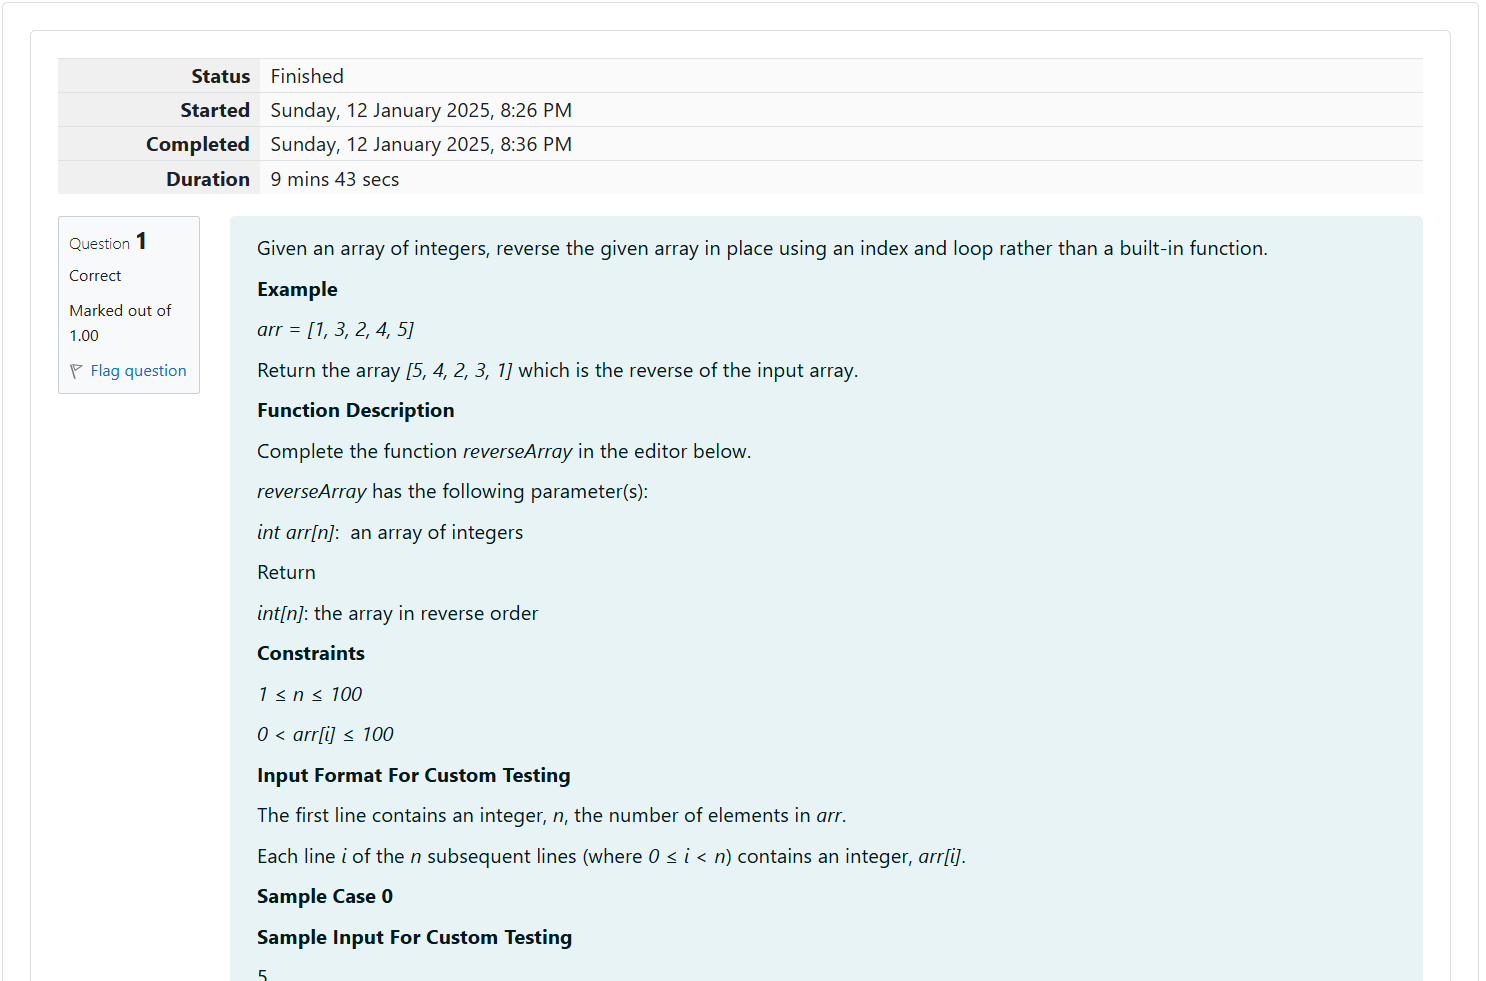 Status Finished
Started Sunday, 12 January 2025, 8:26 PM
Completed Sunday, 12 January 2025, 8:36 PM
Duration 9 mins 43 secs
Question 1
Correct
Marked out of
1.00
Flag question
Given an array of integers, reverse the given array in place using an index and loop rather than a built-in function.
Example
arr = [1, 3, 2, 4, 5]
Return the array [5, 4, 2, 3, 1] which is the reverse of the input array.
Function Description
Complete the function reverseArray in the editor below.
reverseArray has the following parameter(s):
int arr[n]:  an array of integers
Return
int[n]: the array in reverse order
Constraints
1 ≤ n ≤ 100
0 < arr[i] ≤ 100
Input Format For Custom Testing
The first line contains an integer, n, the number of elements in arr.
Each line i of the n subsequent lines (where 0 ≤ i < n) contains an integer, arr[i].
Sample Case 0
Sample Input For Custom Testing
5